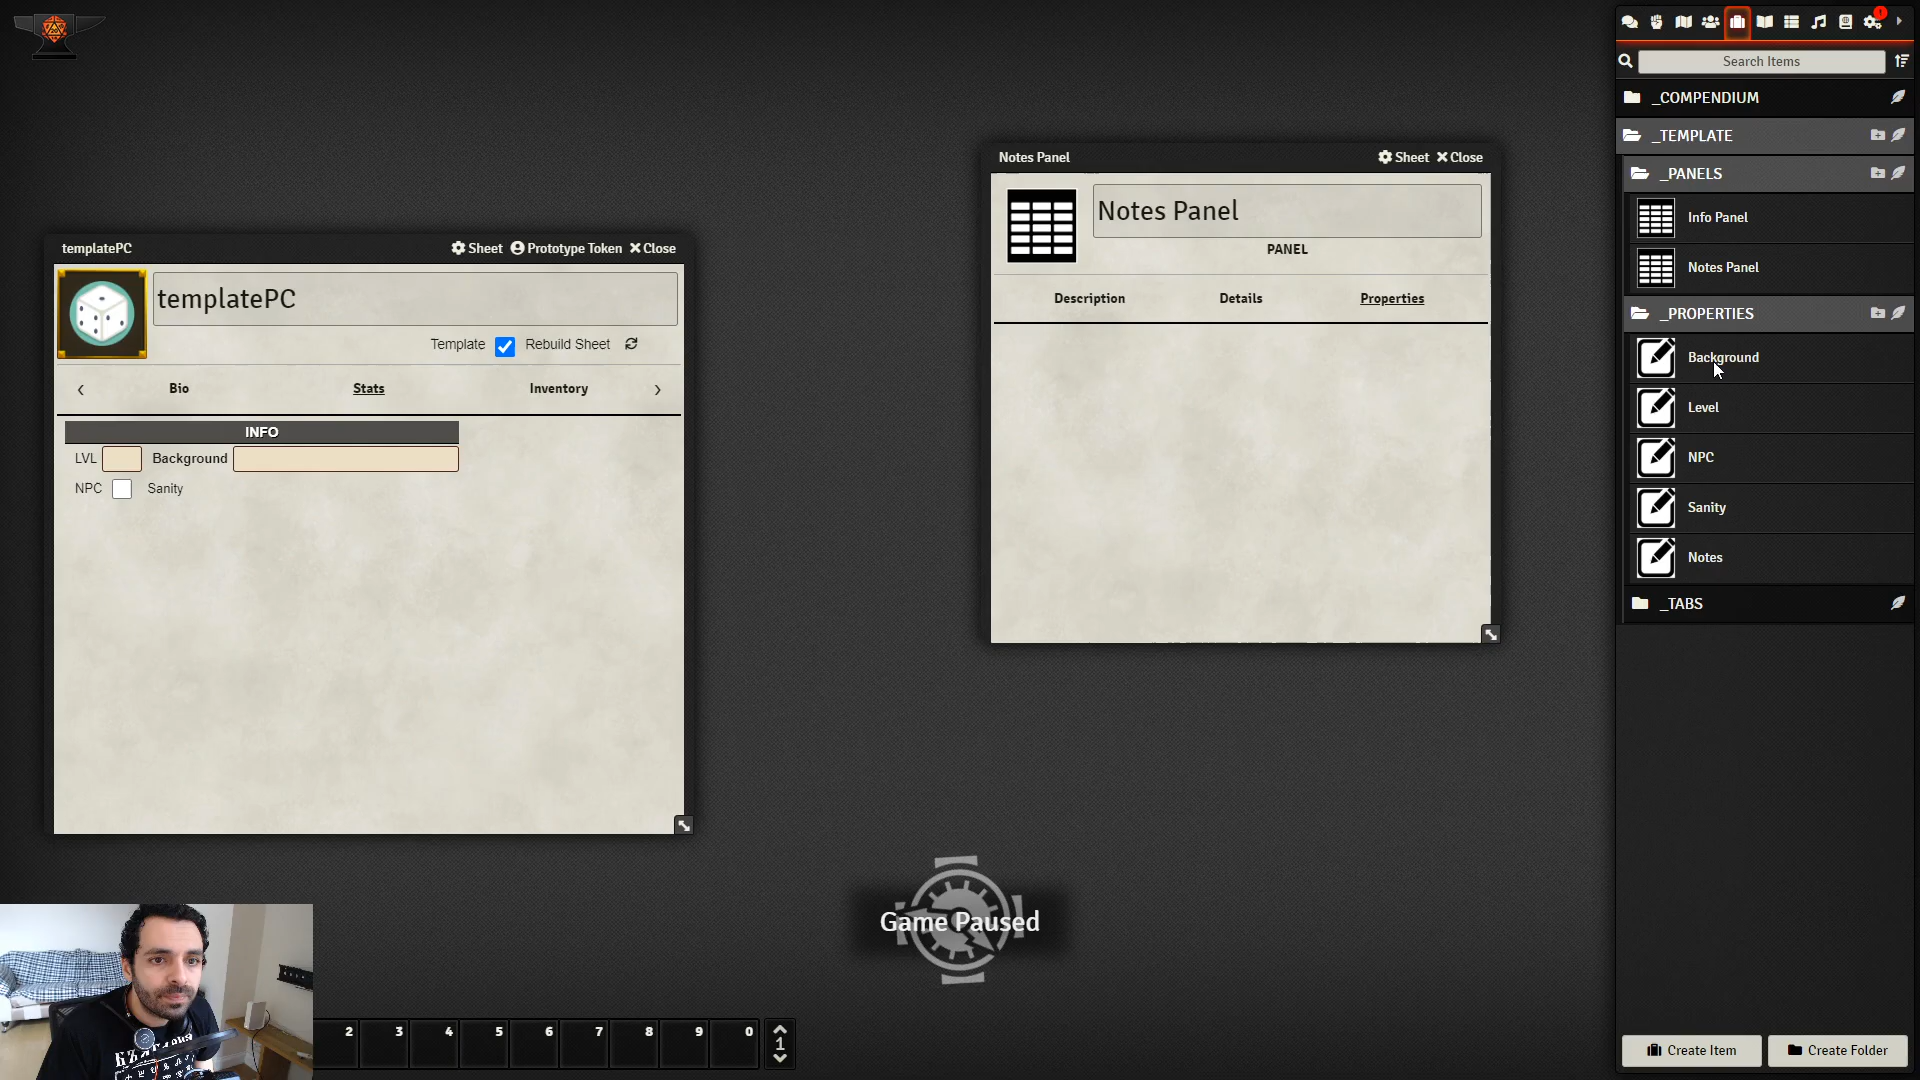 Search Items
_COMPENDIUM
_TEMPLATE
_PANELS
Info Panel
Notes Panel
_PROPERTIES
Background
Level
NPC
Sanity
Notes
_TABS
Create Item
Create Folder
Notes Panel
Sheet
Close
Notes Panel
PANEL
Description
Details
Properties
templatePC
Sheet
Prototype Token
Close
templatePC
Template
Rebuild Sheet
Bio
Stats
Inventory
INFO
LVL
Background
NPC
Sanity
Game Paused
2
3
4
5
6
7
8
9
0
1